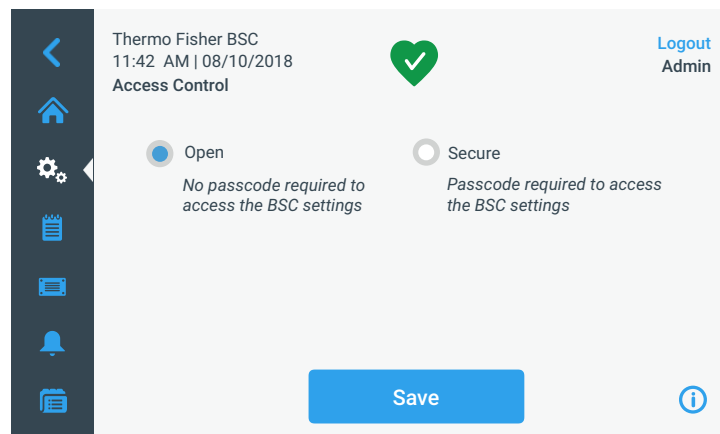 Thermo Fisher BSC
11:42 AM | 08/10/2018
Access Control
Logout
Admin
Open
No passcode required to
access the BSC settings
Secure
Passcode required to access
the BSC settings
Save